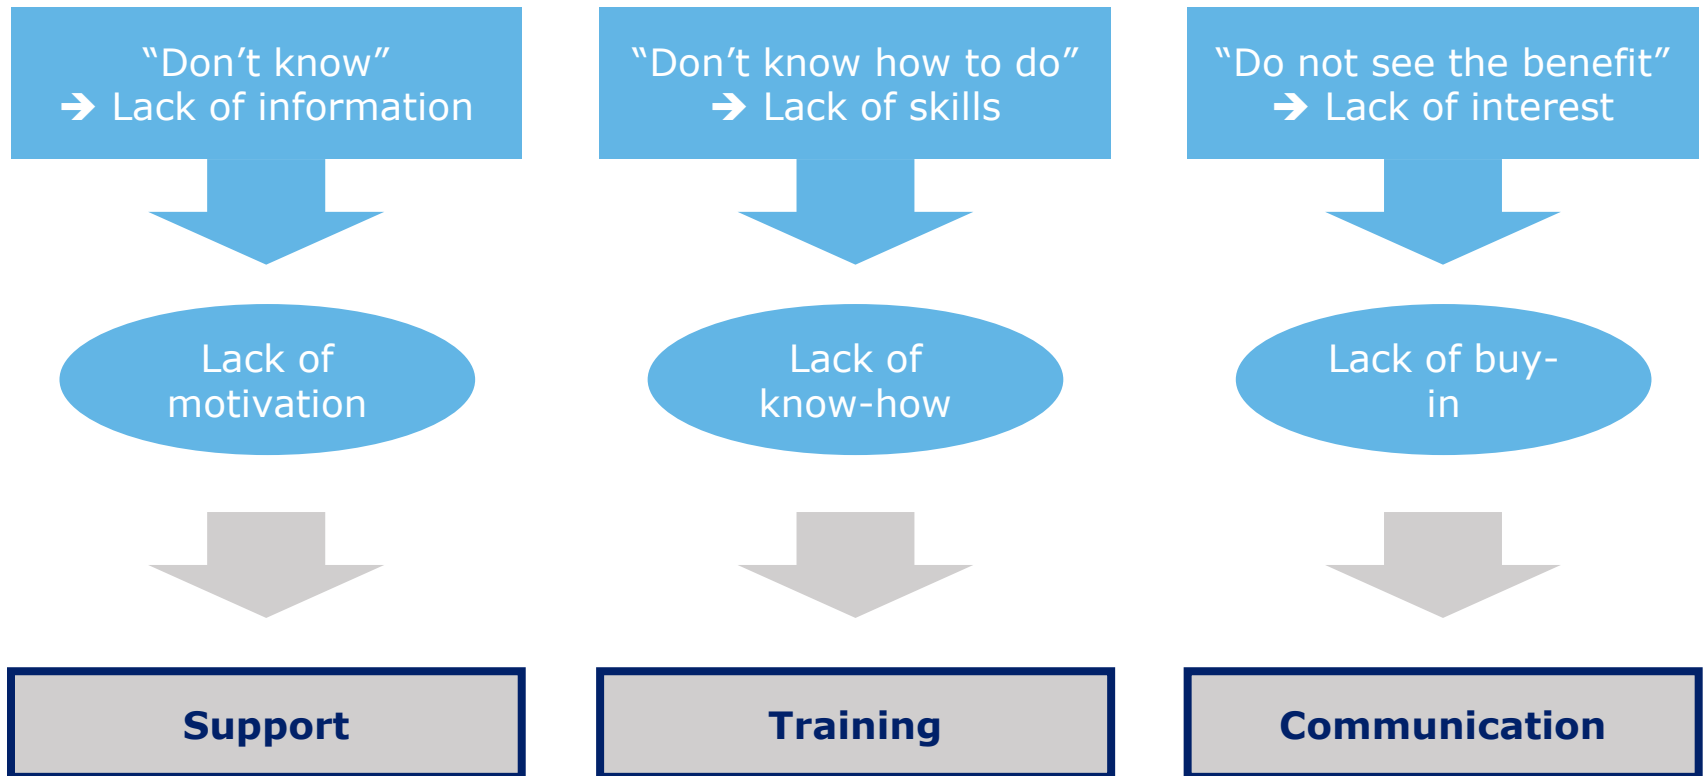 “Don’t know”
➔ Lack of information
“Don’t know how to do”
➔ Lack of skills
“Do not see the benefit”
➔ Lack of interest
Lack of
motivation
Lack of
know-how
Lack of buy-
in
Support
Training
Communication